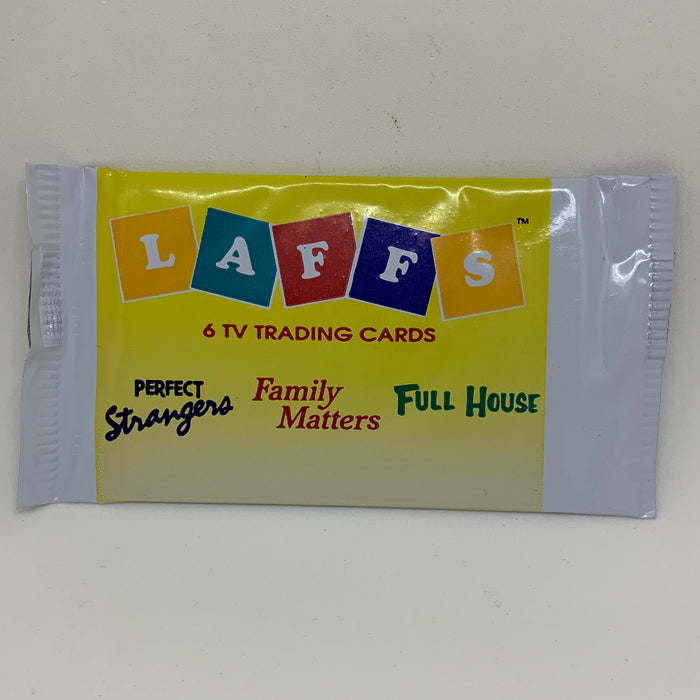 LAFFS™
6 TV TRADING CARDS
PERFECT
Strangers
Family
Matters
FULL HOUSE